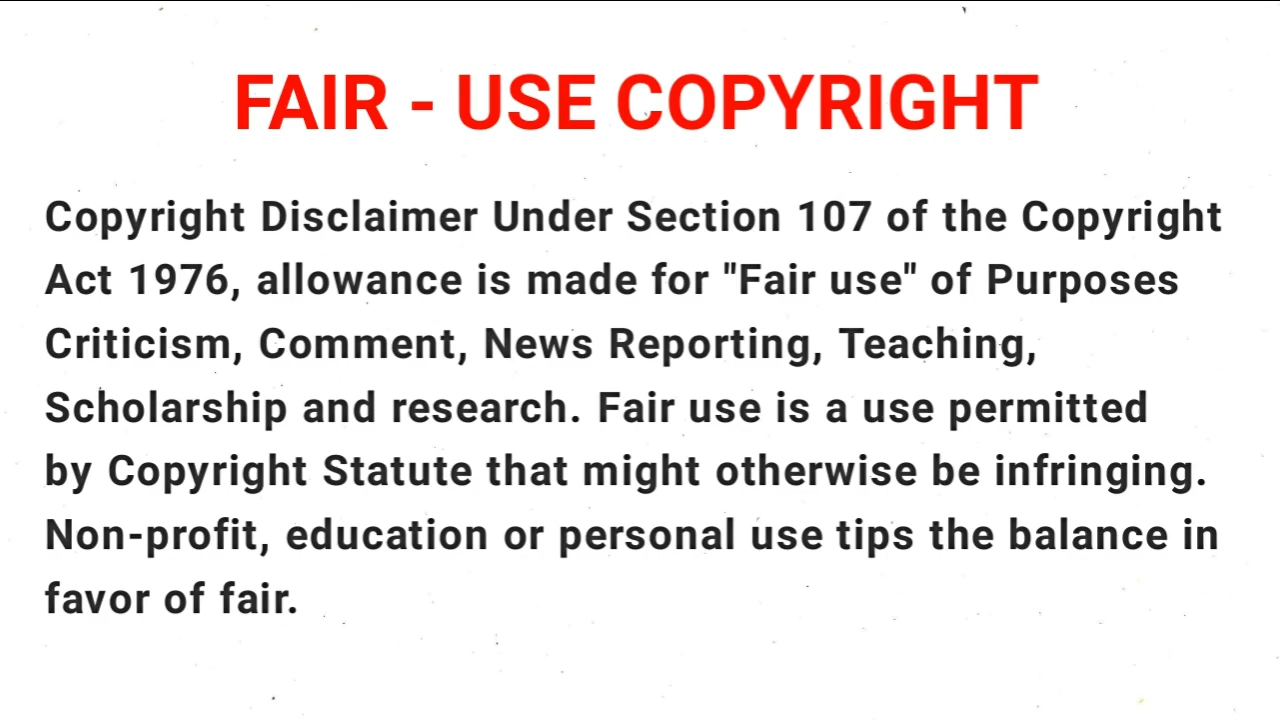 FAIR - USE COPYRIGHT
Copyright Disclaimer Under Section 107 of the Copyright
Act 1976, allowance is made for "Fair use" of Purposes
Criticism, Comment, News Reporting, Teaching,
Scholarship and research. Fair use is a use permitted
by Copyright Statute that might otherwise be infringing.
Non-profit, education or personal use tips the balance in
favor of fair.